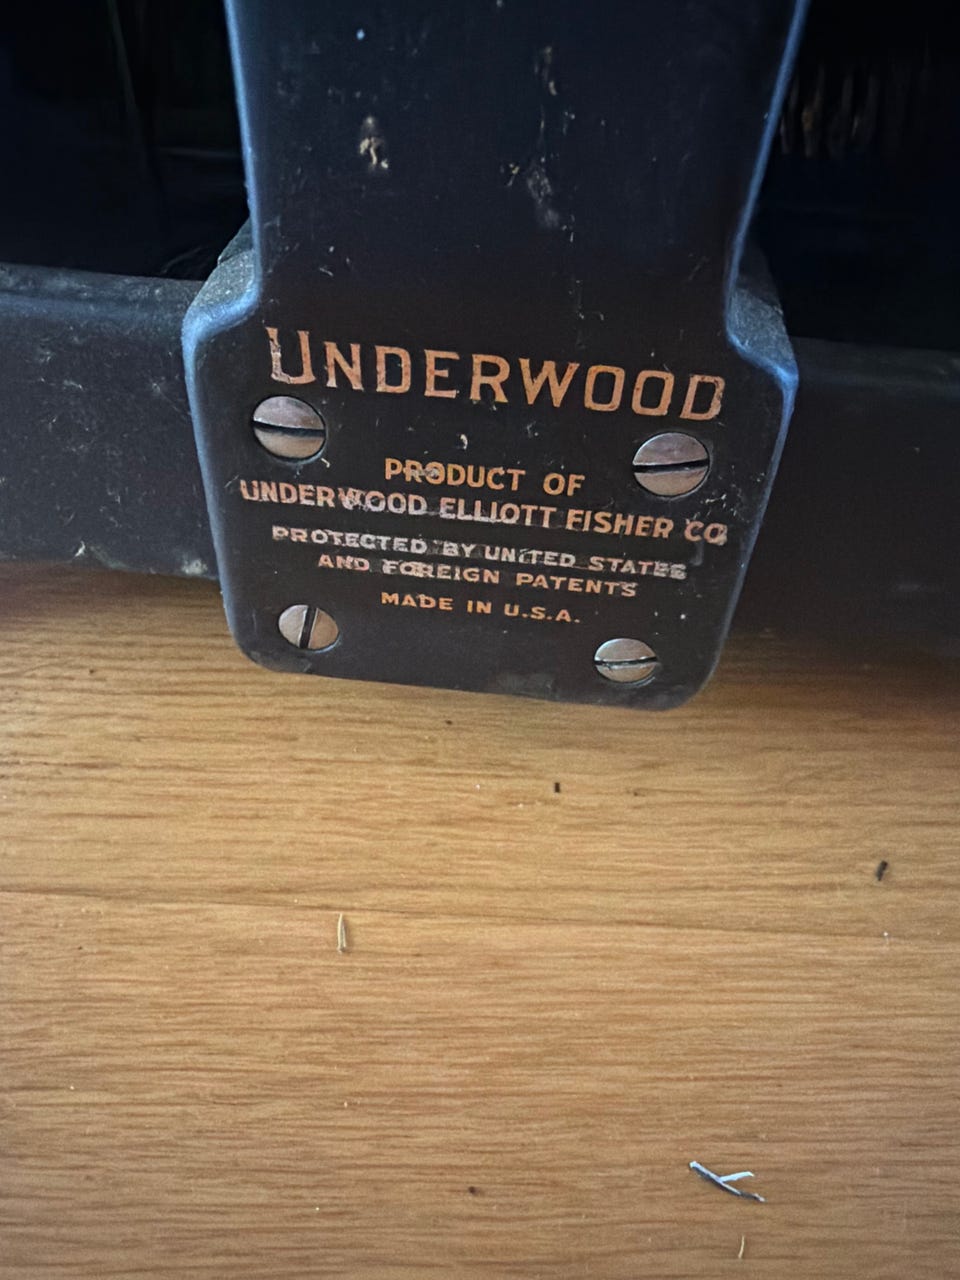 UNDERWOOD
PRODUCT OF
UNDERWOOD ELLIOTT FISHER CO.
PROTECTED BY UNITED STATES
AND FOREIGN PATENTS
MADE IN U.S.A.